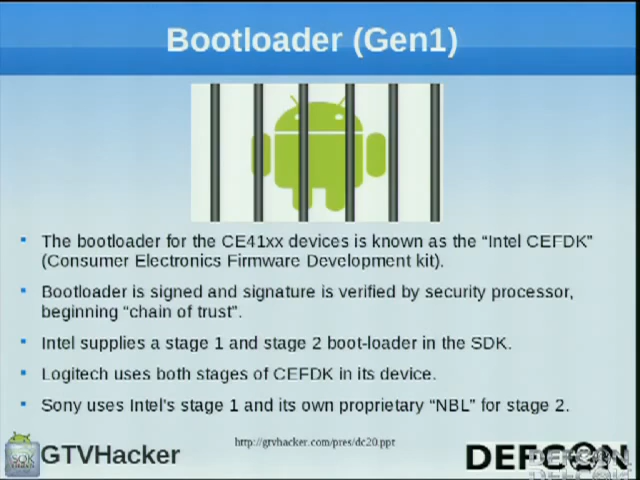 Bootloader (Gen1)
The bootloader for the CE41xx devices is known as the “Intel CEFDK”
(Consumer Electronics Firmware Development kit).
Bootloader is signed and signature is verified by security processor,
beginning “chain of trust”.
Intel supplies a stage 1 and stage 2 boot-loader in the SDK.
Logitech uses both stages of CEFDK in its device.
Sony uses Intel's stage 1 and its own proprietary “NBL” for stage 2.
http://gtvhacker.com/pres/dc20.ppt
GTVHacker
DEFCON
DEFCON